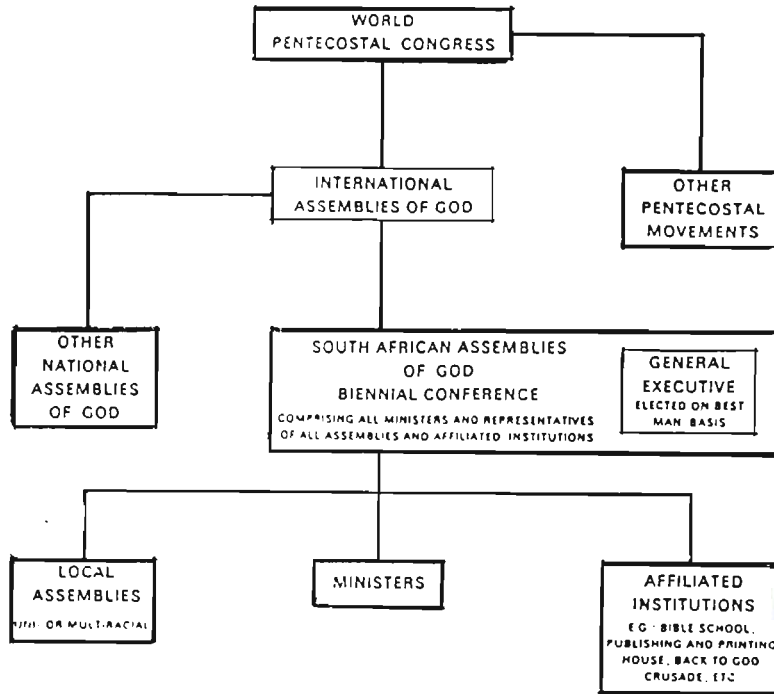 WORLD
PENTECOSTAL CONGRESS
INTERNATIONAL
ASSEMBLIES OF GOD
OTHER
PENTECOSTAL
MOVEMENTS
OTHER
NATIONAL
ASSEMBLIES
OF GOD
SOUTH AFRICAN ASSEMBLIES
OF GOD
BIENNIAL CONFERENCE
COMPRISING ALL MINISTERS AND REPRESENTATIVES
OF ALL ASSEMBLIES AND AFFILIATED INSTITUTIONS
GENERAL
EXECUTIVE
ELECTED ON BEST
MAN BASIS
LOCAL
ASSEMBLIES
UNI- OR MULTI-RACIAL
MINISTERS
AFFILIATED
INSTITUTIONS
E.G.: BIBLE SCHOOL,
PUBLISHING AND PRINTING
HOUSE, BACK TO GOD
CRUSADE, ETC